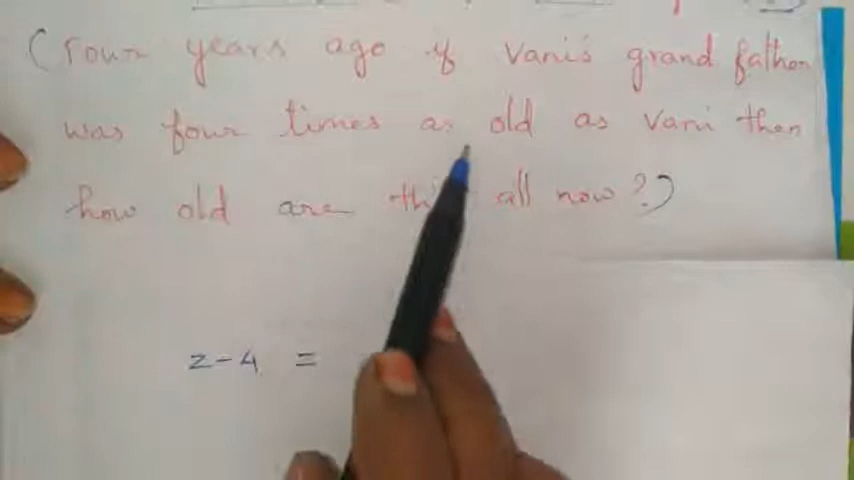 (Four years ago if Vani's grand father
was four times as old as Vani then
how old are all now?)
z-4 =